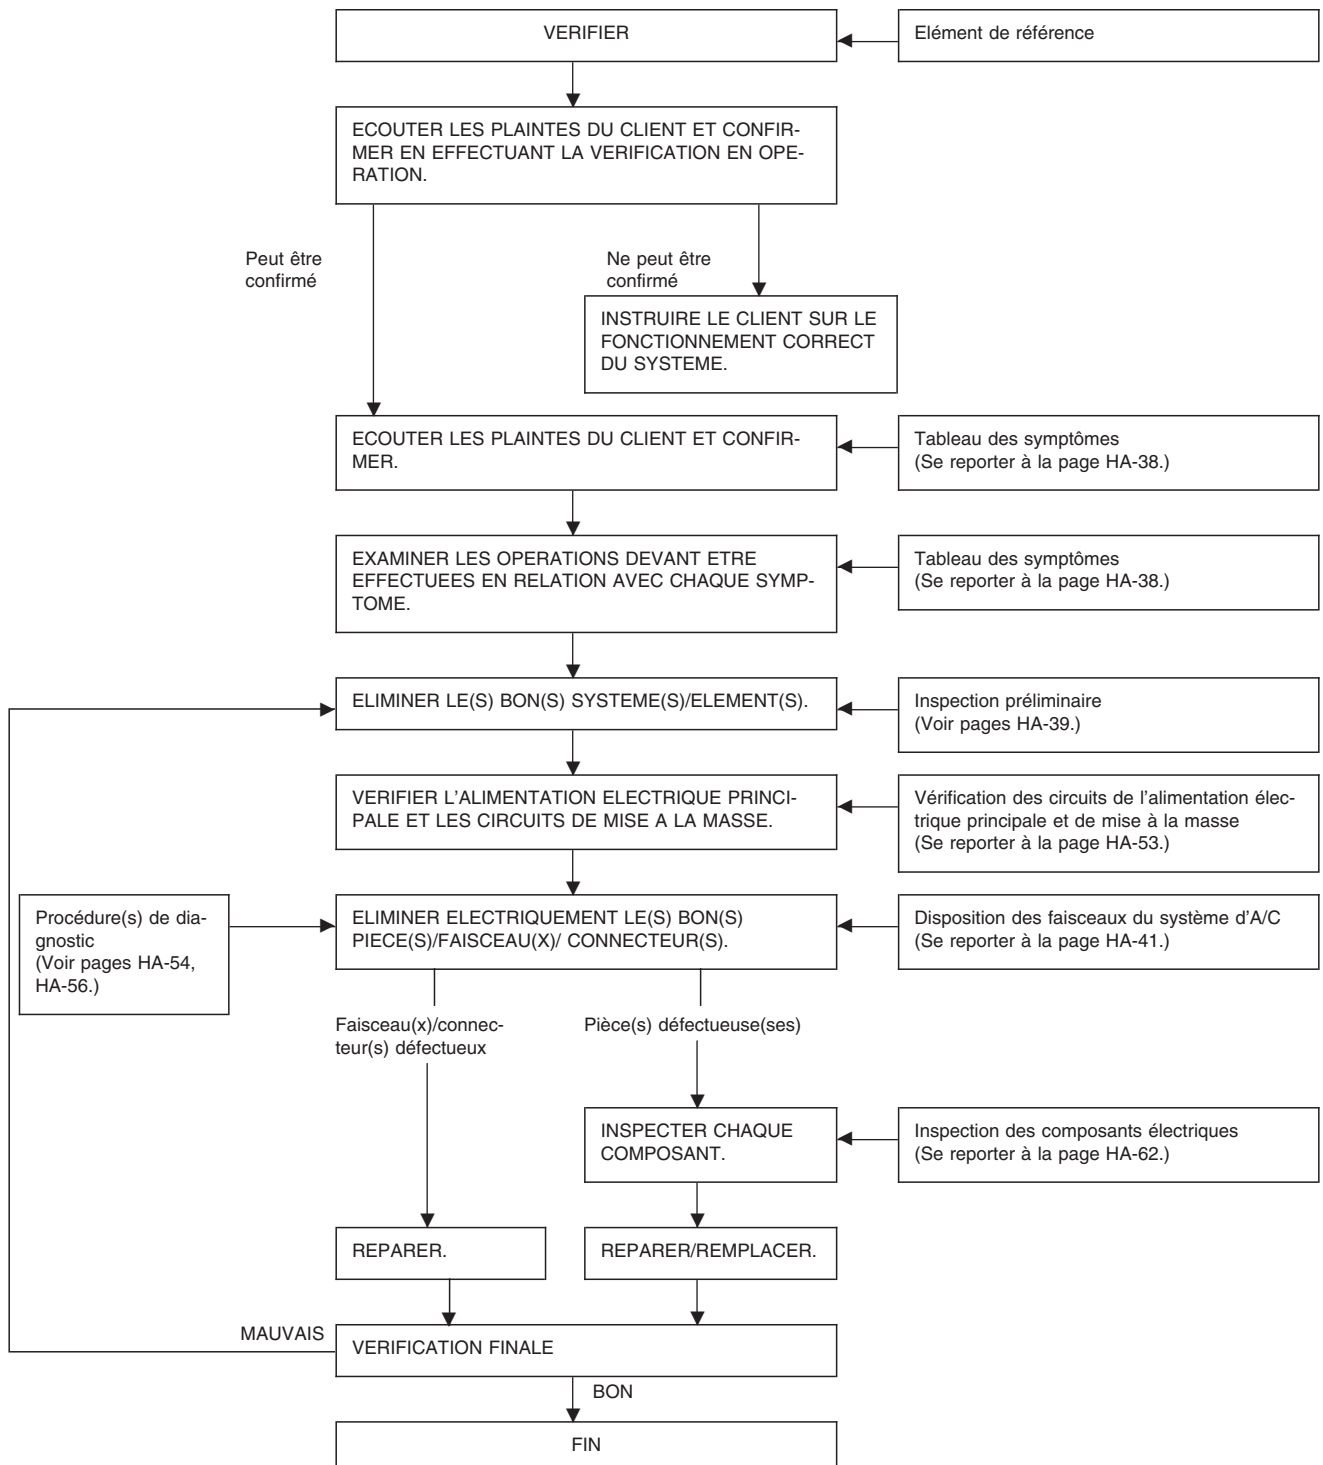 VERIFIER
Elément de référence
ECOUTER LES PLAINTES DU CLIENT ET CONFIR-
MER EN EFFECTUANT LA VERIFICATION EN OPE-
RATION.
Peut être
confirmé
Ne peut être
confirmé
INSTRUIRE LE CLIENT SUR LE
FONCTIONNEMENT CORRECT
DU SYSTEME.
ECOUTER LES PLAINTES DU CLIENT ET CONFIR-
MER.
Tableau des symptômes
(Se reporter à la page HA-38.)
EXAMINER LES OPERATIONS DEVANT ETRE
EFFECTUEES EN RELATION AVEC CHAQUE SYMP-
TOME.
Tableau des symptômes
(Se reporter à la page HA-38.)
ELIMINER LE(S) BON(S) SYSTEME(S)/ELEMENT(S).
Inspection préliminaire
(Voir pages HA-39.)
VERIFIER L'ALIMENTATION ELECTRIQUE PRINCI-
PALE ET LES CIRCUITS DE MISE A LA MASSE.
Vérification des circuits de l'alimentation élec-
trique principale et de mise à la masse
(Se reporter à la page HA-53.)
Procédure(s) de dia-
gnostic
(Voir pages HA-54,
HA-56.)
ELIMINER ELECTRIQUEMENT LE(S) BON(S)
PIECE(S)/FAISCEAU(X)/ CONNECTEUR(S).
Disposition des faisceaux du système d'A/C
(Se reporter à la page HA-41.)
Faisceau(x)/connec-
teur(s) défectueux
Pièce(s) défectueuse(ses)
INSPECTER CHAQUE
COMPOSANT.
Inspection des composants électriques
(Se reporter à la page HA-62.)
REPARER.
REPARER/REMPLACER.
MAUVAIS
VERIFICATION FINALE
BON
FIN